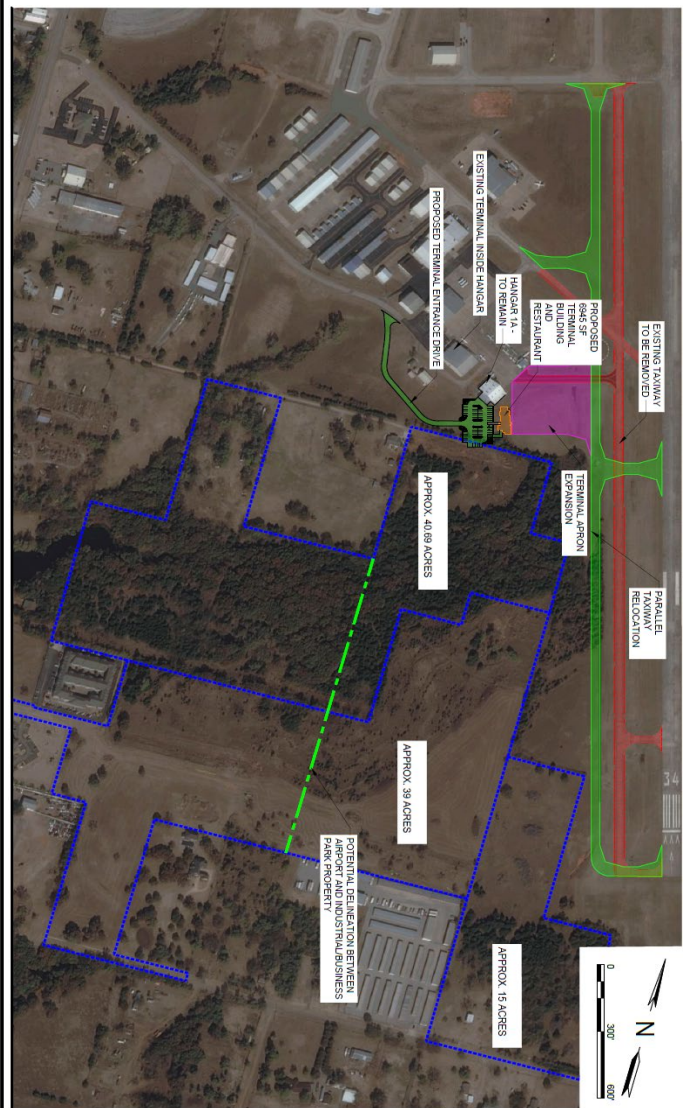 EXISTING TAXIWAY
TO BE REMOVED
PARALLEL
TAXIWAY
RELOCATION
34
PROPOSED
6945 SF
TERMINAL
BUILDING
AND
RESTAURANT
TERMINAL APRON
EXPANSION
HANGAR 1A -
TO REMAIN
EXISTING TERMINAL INSIDE HANGAR
PROPOSED TERMINAL ENTRANCE DRIVE
APPROX. 40.69 ACRES
APPROX. 39 ACRES
APPROX. 15 ACRES
POTENTIAL DELINEATION BETWEEN
AIRPORT AND INDUSTRIAL/BUSINESS
PARK PROPERTY
N
0 300' 600'